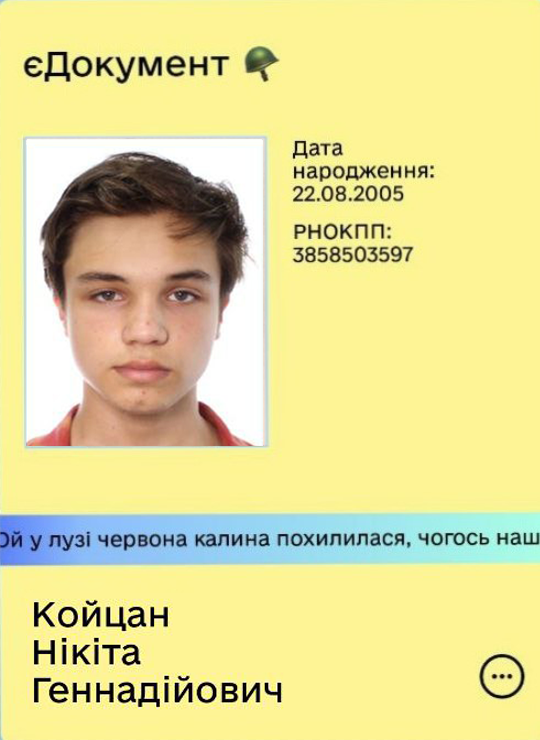 єДокумент
Дата
народження:
22.08.2005
РНОКПП:
3858503597
Ой у лузі червона калина похилилася, чогось наш
Койцан
Нікіта
Геннадійович